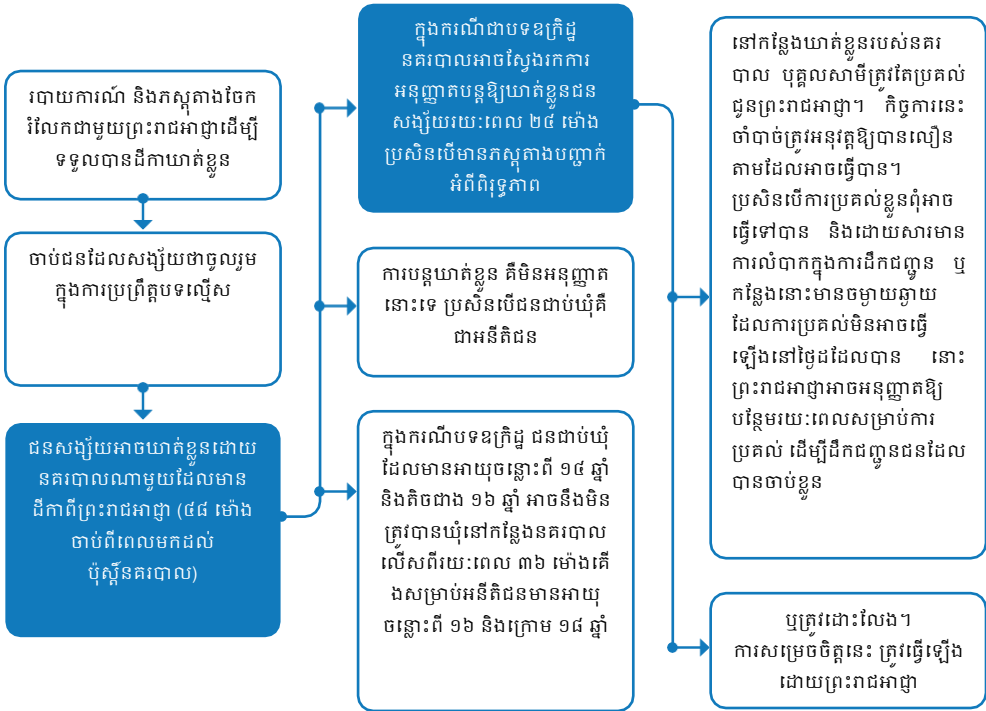 របាយការណ៍ និងភស្តុតាងចែក
រំលែកជាមួយព្រះរាជអាជ្ញាដើម្បី
ទទួលបានដីកាឃាត់ខ្លួន
ចាប់ជនដែលសង្ស័យថាចូលរួម
ក្នុងការប្រព្រឹត្តបទល្មើស
ជនសង្ស័យអាចឃាត់ខ្លួនដោយ
នគរបាលណាមួយដែលមាន
ដីកាពីព្រះរាជអាជ្ញា (៤៨ ម៉ោង
ចាប់ពីពេលមកដល់
ប៉ុស្តិ៍នគរបាល)
ក្នុងករណីជាបទឧក្រិដ្ឋ
នគរបាលអាចស្វែងរកការ
អនុញ្ញាតបន្តឱ្យឃាត់ខ្លួនជន
សង្ស័យរយៈពេល ២៤ ម៉ោង
ប្រសិនបើមានភស្តុតាងបញ្ជាក់
អំពីពិរុទ្ធភាព
ការបន្តឃាត់ខ្លួន គឺមិនអនុញ្ញាត
នោះទេ ប្រសិនបើជនជាប់ឃុំគឺ
ជាអនីតិជន
ក្នុងករណីបទឧក្រិដ្ឋ ជនជាប់ឃុំ
ដែលមានអាយុចន្លោះពី ១៤ ឆ្នាំ
និងតិចជាង ១៦ ឆ្នាំ អាចនឹងមិន
ត្រូវបានឃុំនៅកន្លែងនគរបាល
លើសពីរយៈពេល ៣៦ ម៉ោងគើ
ងសម្រាប់អនីតិជនមានអាយុ
ចន្លោះពី ១៦ និងក្រោម ១៨ ឆ្នាំ
នៅកន្លែងឃាត់ខ្លួនរបស់នគរ
បាល បុគ្គលសាមីត្រូវតែប្រគល់
ជូនព្រះរាជអាជ្ញា។ កិច្ចការនេះ
ចាំបាច់ត្រូវអនុវត្តឱ្យបានលឿន
តាមដែលអាចធ្វើបាន។
ប្រសិនបើការប្រគល់ខ្លួនពុំអាច
ធ្វើទៅបាន និងដោយសារមាន
ការលំបាកក្នុងការដឹកជញ្ជូន ឬ
កន្លែងនោះមានចម្ងាយឆ្ងាយ
ដែលការប្រគល់មិនអាចធ្វើ
ឡើងនៅថ្ងៃដដែលបាន នោះ
ព្រះរាជអាជ្ញាអាចអនុញ្ញាតឱ្យ
បន្ថែមរយៈពេលសម្រាប់ការ
ប្រគល់ ដើម្បីដឹកជញ្ជូនជនដែល
បានចាប់ខ្លួន
ឬត្រូវដោះលែង។
ការសម្រេចចិត្តនេះ ត្រូវធ្វើឡើង
ដោយព្រះរាជអាជ្ញា